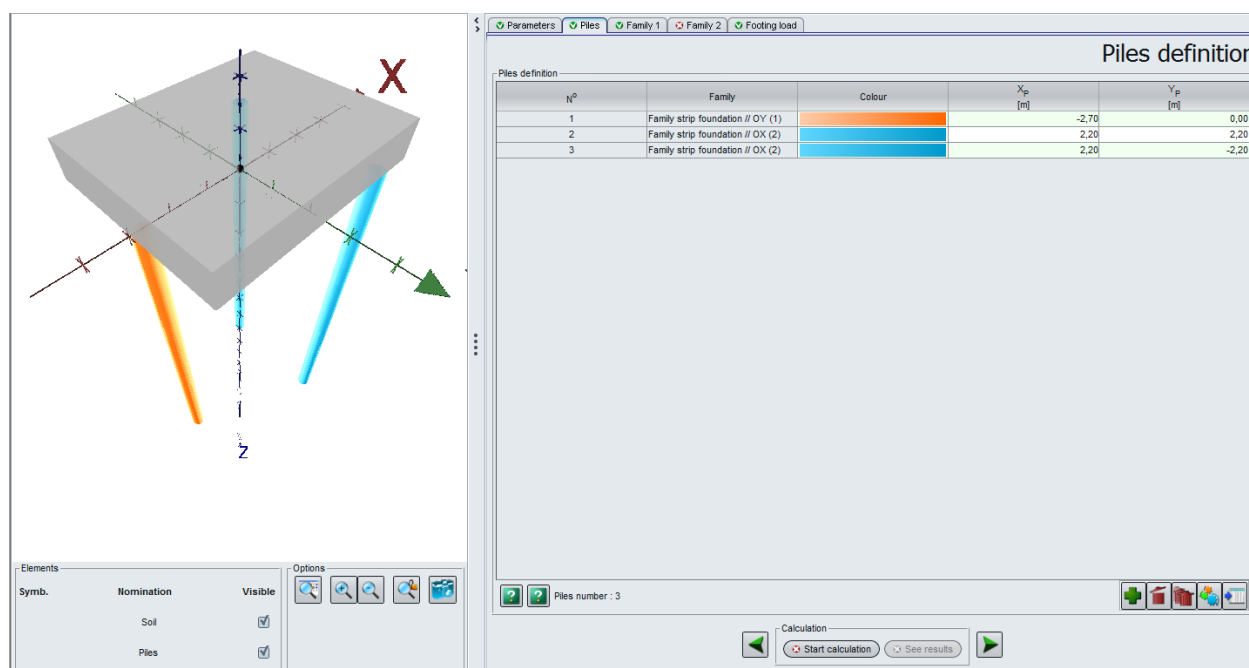 Parameters Piles Family 1 Family 2 Footing load
Piles definition
Piles definition
N° Family Colour X_P [m] Y_P [m]
1 Family strip foundation // OY (1) -2,70 0,00
2 Family strip foundation // OX (2) 2,20 2,20
3 Family strip foundation // OX (2) 2,20 -2,20
X
Z
Elements
Symb. Nomination Visible
Soil
Piles
Options
? ? Piles number : 3
Calculation
Start calculation See results